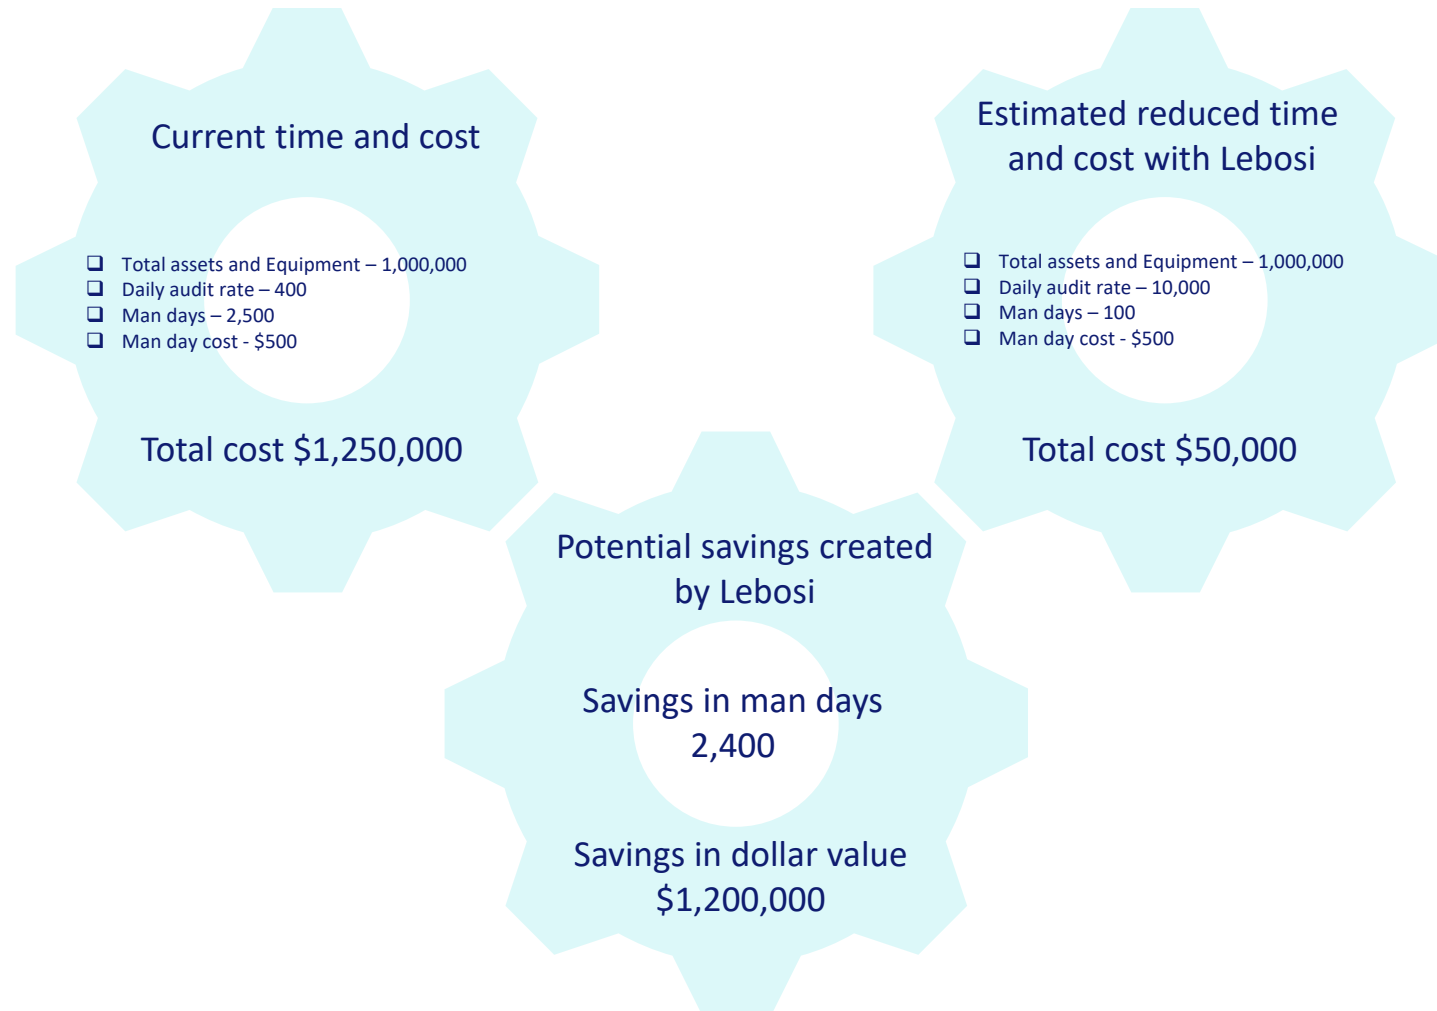 Current time and cost
❑ Total assets and Equipment – 1,000,000
❑ Daily audit rate – 400
❑ Man days – 2,500
❑ Man day cost - $500
Total cost $1,250,000
Estimated reduced time
and cost with Lebosi
❑ Total assets and Equipment – 1,000,000
❑ Daily audit rate – 10,000
❑ Man days – 100
❑ Man day cost - $500
Total cost $50,000
Potential savings created
by Lebosi
Savings in man days
2,400
Savings in dollar value
$1,200,000